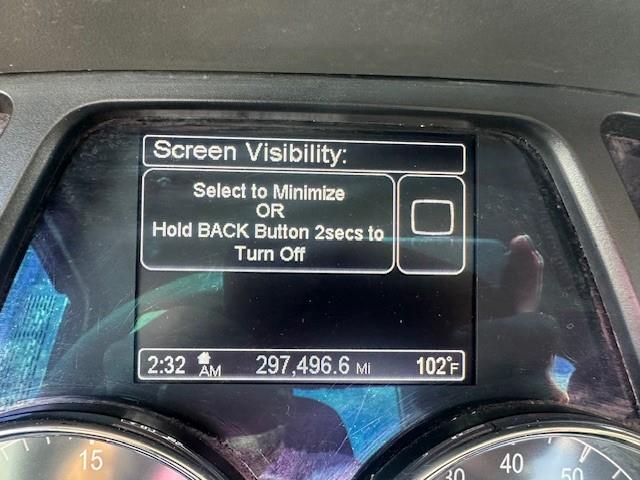 Screen Visibility:
Select to Minimize
OR
Hold BACK Button 2secs to
Turn Off
2:32 AM 297,496.6 Mi 102°F
15
30 40 50